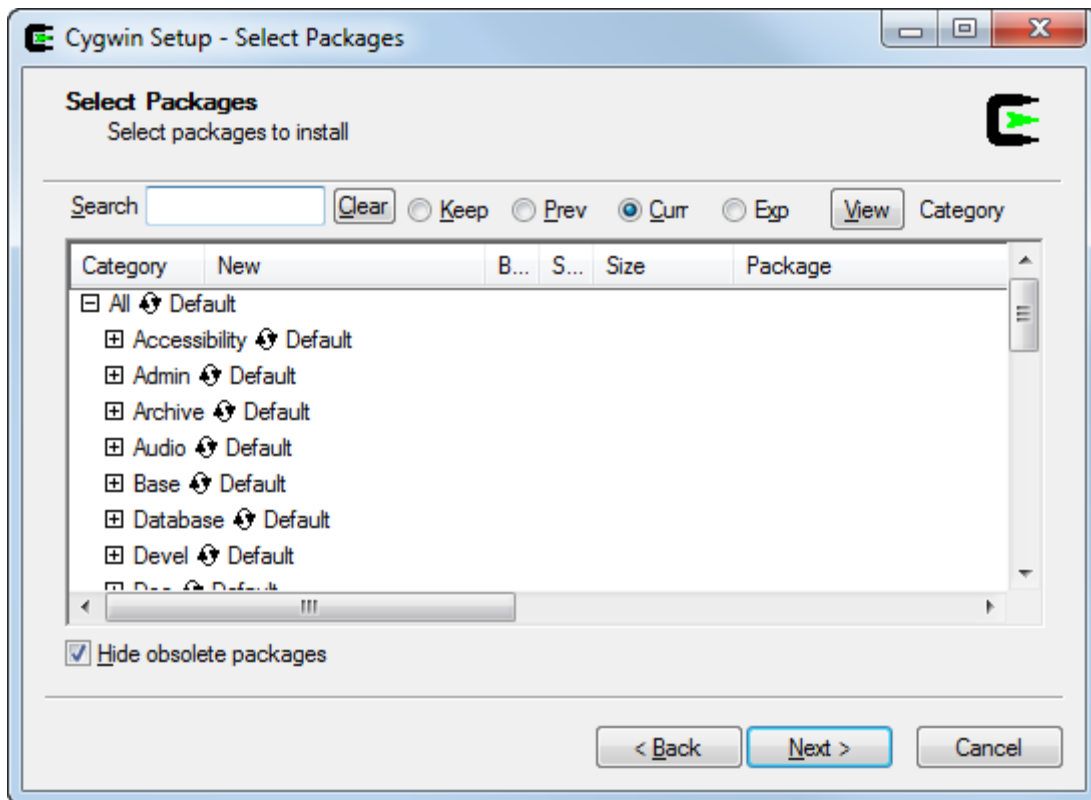 Cygwin Setup - Select Packages
Select Packages
Select packages to install
Search Clear Keep Prev Curr Exp View Category
Category New B... S... Size Package
All Default
Accessibility Default
Admin Default
Archive Default
Audio Default
Base Default
Database Default
Devel Default
Hide obsolete packages
< Back Next > Cancel